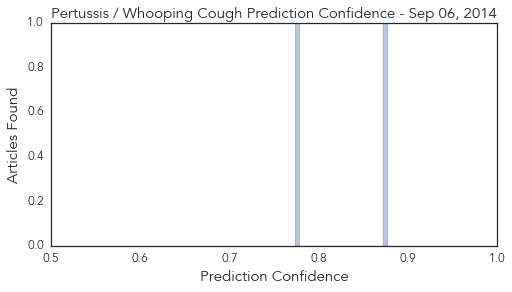 Pertussis / Whooping Cough Prediction Confidence - Sep 06, 2014
1.0
0.8
0.6
0.4
0.2
0.0
Articles Found
0.5 0.6 0.7 0.8 0.9 1.0
Prediction Confidence